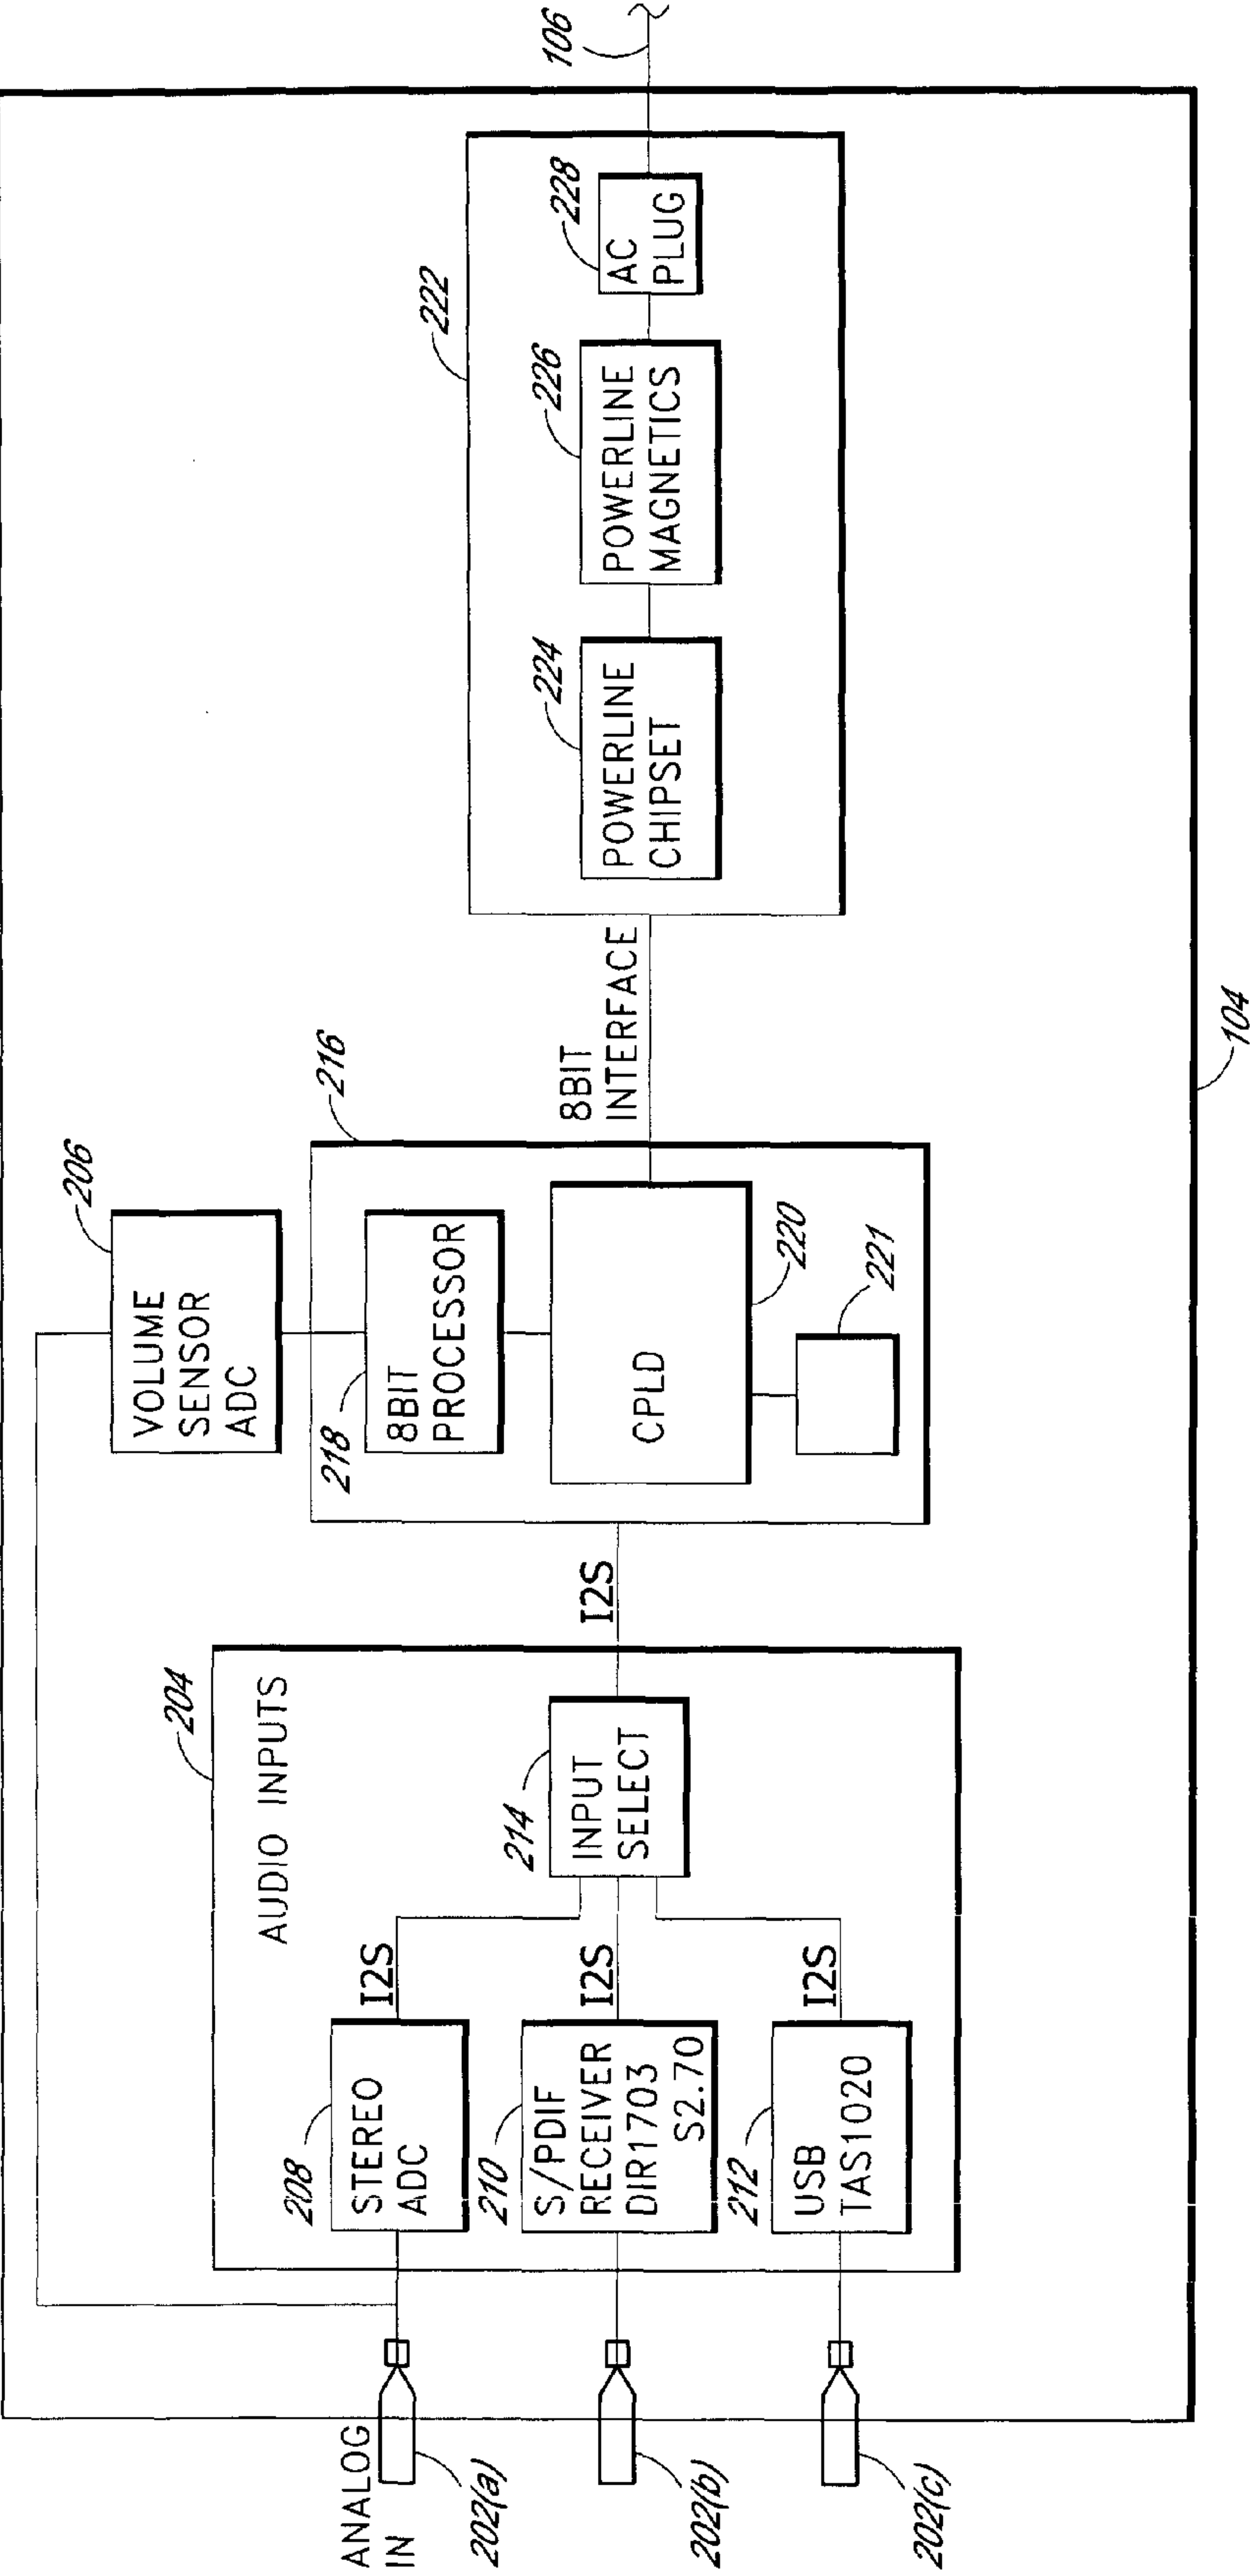 ANALOG
IN
202(a)
202(b)
202(c)
204
AUDIO INPUTS
208
STEREO
ADC
I2S
210
S/PDIF
RECEIVER
DIR1703
S2.70
I2S
212
USB
TAS1020
I2S
214
INPUT
SELECT
I2S
206
VOLUME
SENSOR
ADC
216
218
8BIT
PROCESSOR
CPLD
220
221
8BIT
INTERFACE
222
224
POWERLINE
CHIPSET
226
POWERLINE
MAGNETICS
228
AC
PLUG
106
104